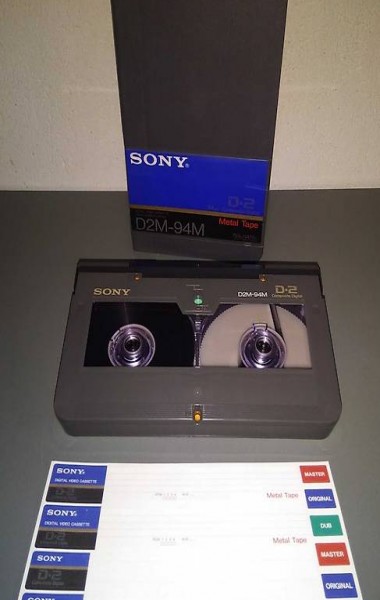 SONY®
D-2
D2M-94M
Metal Tape
SONY
D2M-94M
D-2
Composite Digital
SONY®
MASTER
DIGITAL VIDEO CASSETTE
D-2
Metal Tape
ORIGINAL
SONY®
DIGITAL VIDEO CASSETTE
DUB
D-2
Metal Tape
MASTER
SONY
D-2
ORIGINAL
SONY